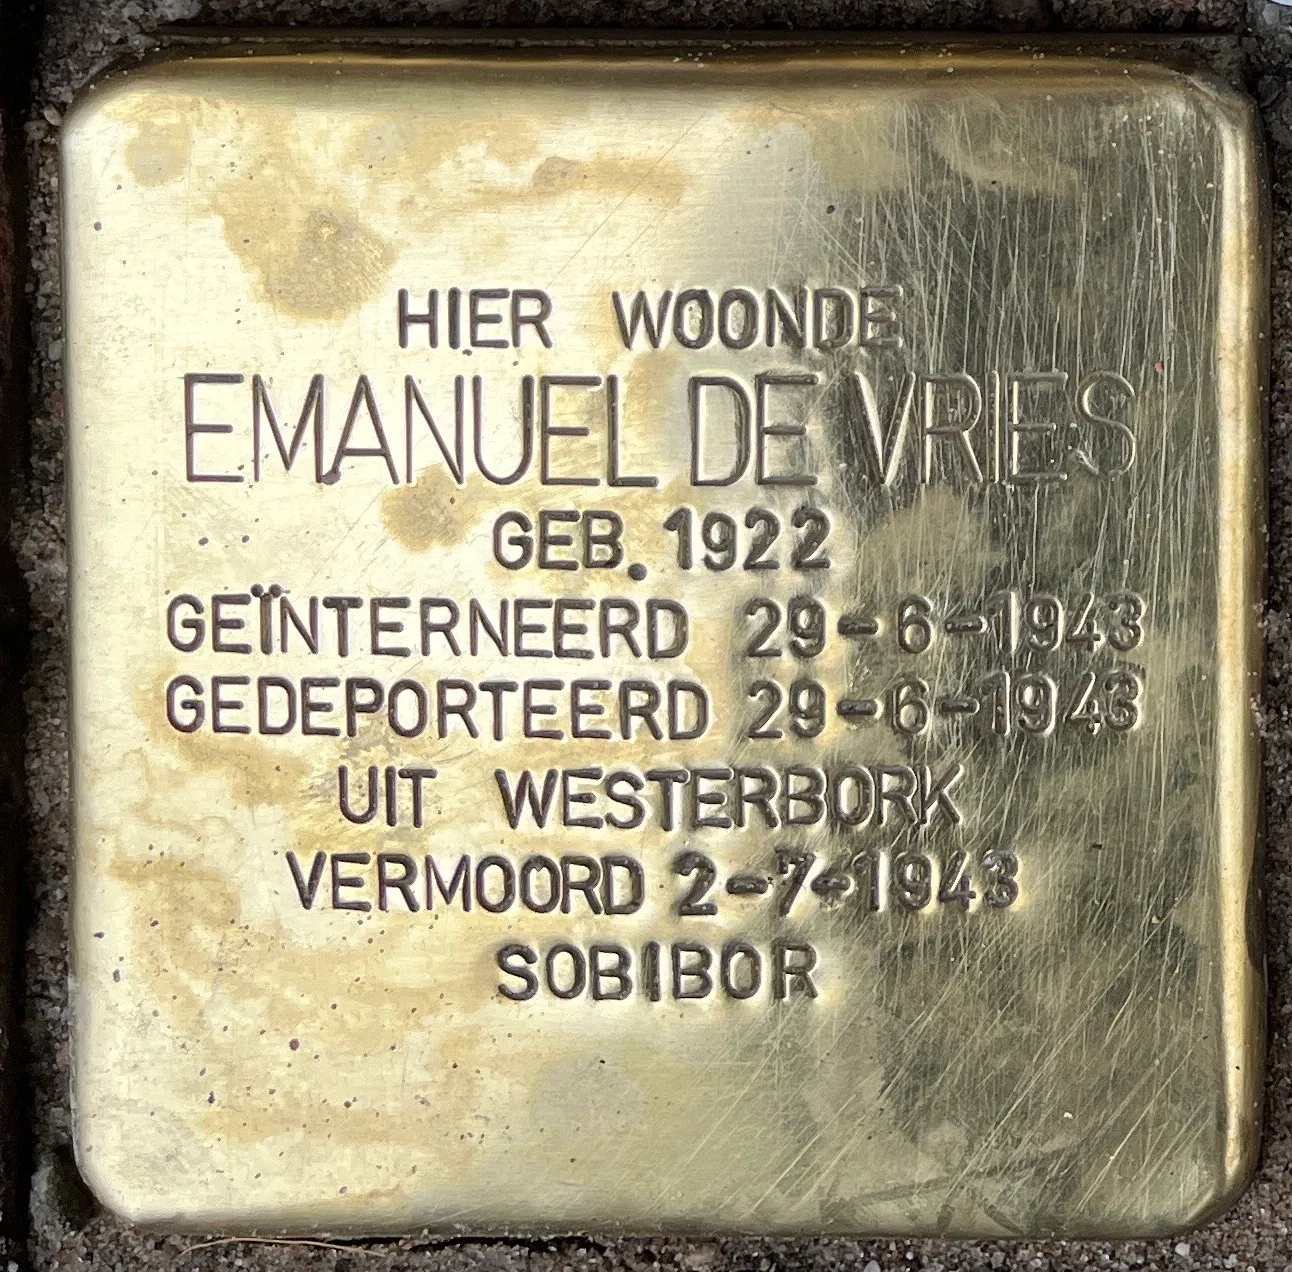 HIER WOONDE
EMANUEL DE VRIES
GEB. 1922
GEÏNTERNEERD 29-6-1943
GEDEPORTEERD 29-6-1943
UIT WESTERBORK
VERMOORD 2-7-1943
SOBIBOR